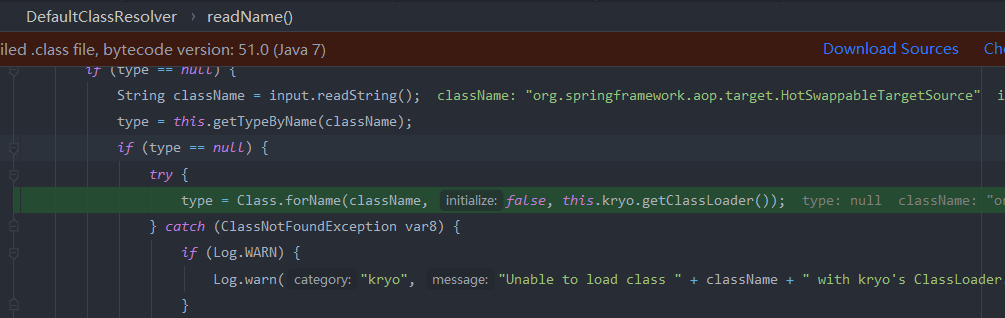 DefaultClassResolver › readName()
iled .class file, bytecode version: 51.0 (Java 7) Download Sources Ch
if (type == null) {
String className = input.readString(); className: "org.springframework.aop.target.HotSwappableTargetSource" i
type = this.getTypeByName(className);
if (type == null) {
try {
type = Class.forName(className, initialize: false, this.kryo.getClassLoader()); type: null className: "or
} catch (ClassNotFoundException var8) {
if (Log.WARN) {
Log.warn( category: "kryo", message: "Unable to load class " + className + " with kryo's ClassLoader
}